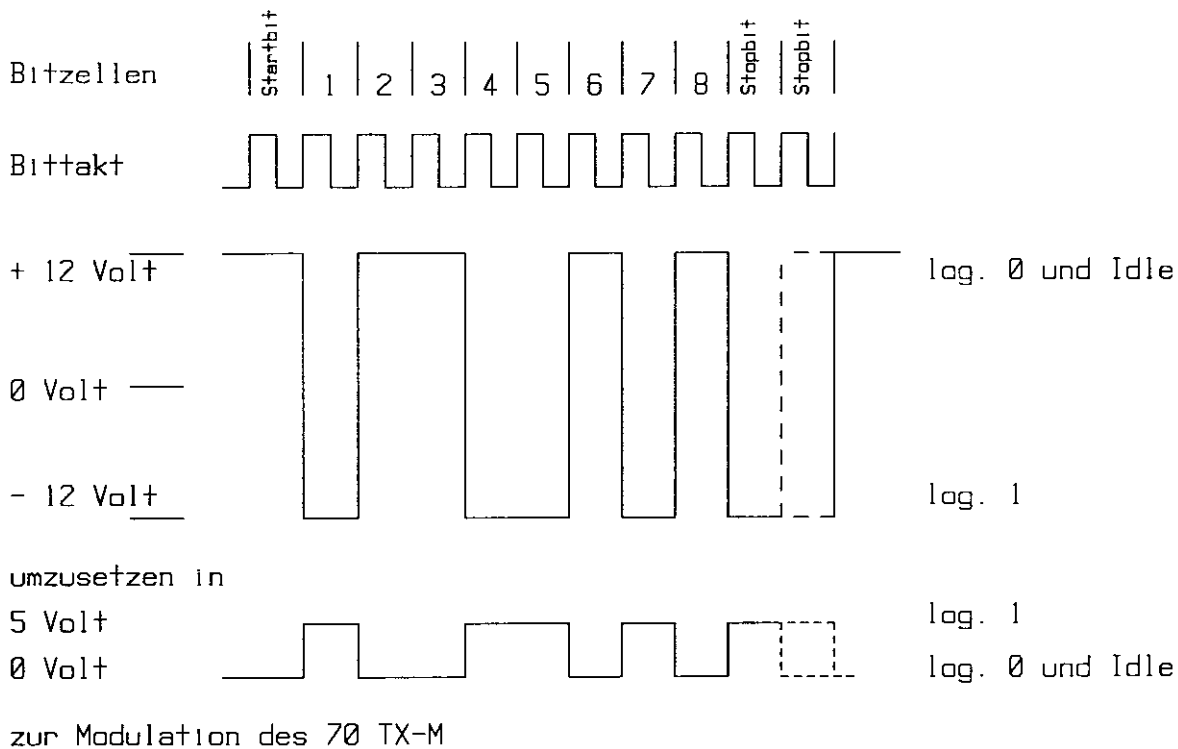 Bitzellen Startbit 1 2 3 4 5 6 7 8 Stopbit Stopbit
Bittakt
+ 12 Volt log. 0 und Idle
0 Volt
- 12 Volt log. 1
umzusetzen in
5 Volt log. 1
0 Volt log. 0 und Idle
zur Modulation des 70 TX-M